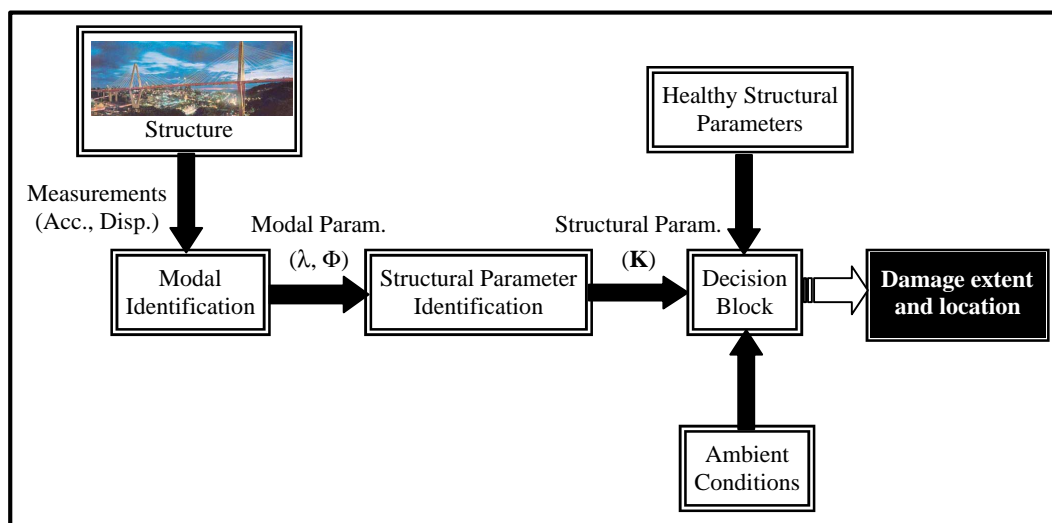 Structure
Healthy Structural
Parameters
Measurements
(Acc., Disp.)
Modal Param.
(λ, Φ)
Structural Param.
(K)
Modal
Identification
Structural Parameter
Identification
Decision
Block
Damage extent
and location
Ambient
Conditions